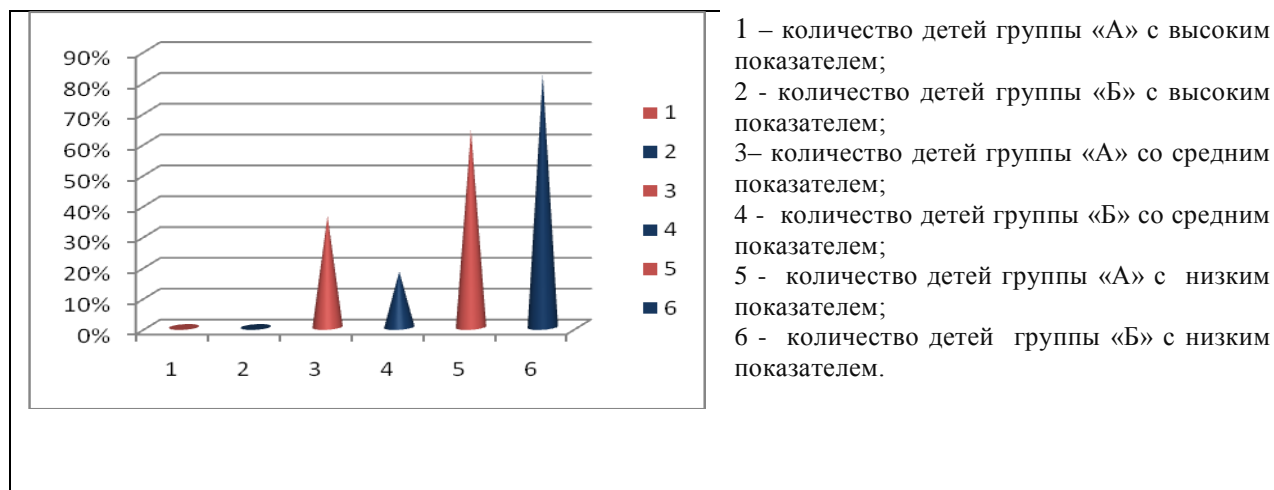 90%
80%
70%
60%
50%
40%
30%
20%
10%
0%
1 2 3 4 5 6
1
2
3
4
5
6
1 – количество детей группы «А» с высоким
показателем;
2 - количество детей группы «Б» с высоким
показателем;
3– количество детей группы «А» со средним
показателем;
4 - количество детей группы «Б» со средним
показателем;
5 - количество детей группы «А» с низким
показателем;
6 - количество детей группы «Б» с низким
показателем.